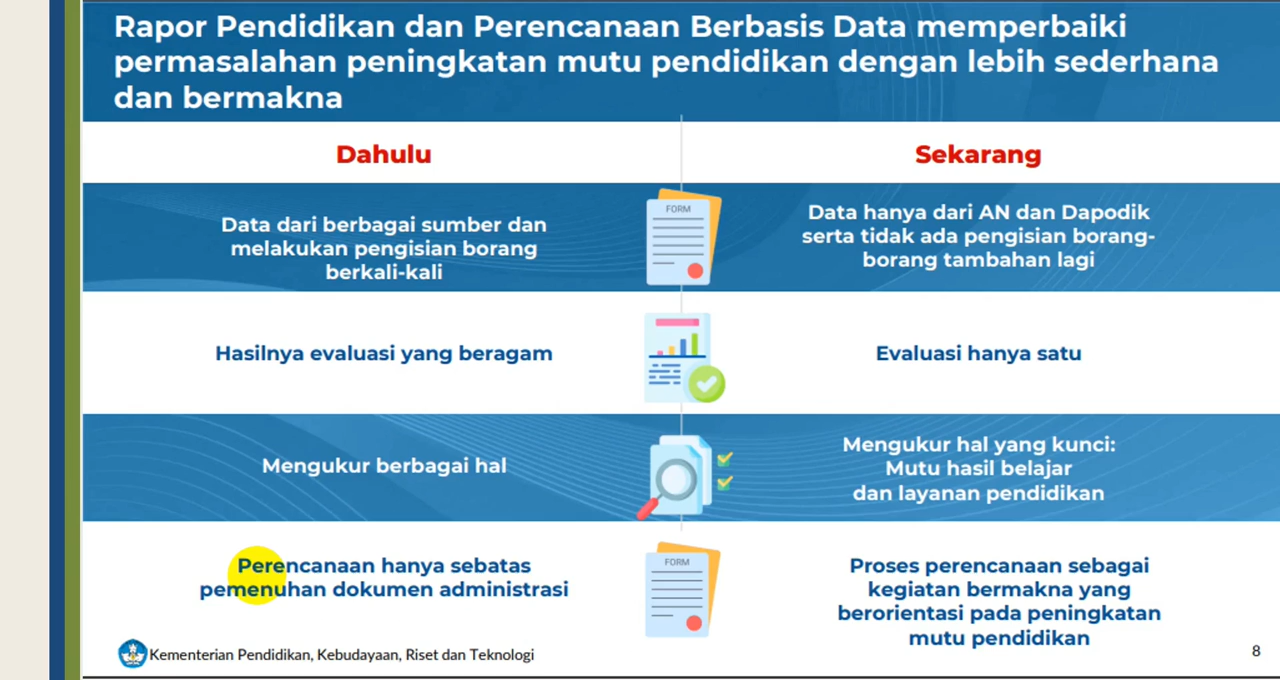 Rapor Pendidikan dan Perencanaan Berbasis Data memperbaiki
permasalahan peningkatan mutu pendidikan dengan lebih sederhana
dan bermakna
Dahulu
Sekarang
Data dari berbagai sumber dan
melakukan pengisian borang
berkali-kali
FORM
Data hanya dari AN dan Dapodik
serta tidak ada pengisian borang-
borang tambahan lagi
Hasilnya evaluasi yang beragam
Evaluasi hanya satu
Mengukur berbagai hal
Mengukur hal yang kunci:
Mutu hasil belajar
dan layanan pendidikan
Perencanaan hanya sebatas
pemenuhan dokumen administrasi
FORM
Proses perencanaan sebagai
kegiatan bermakna yang
berorientasi pada peningkatan
mutu pendidikan
Kementerian Pendidikan, Kebudayaan, Riset dan Teknologi
8